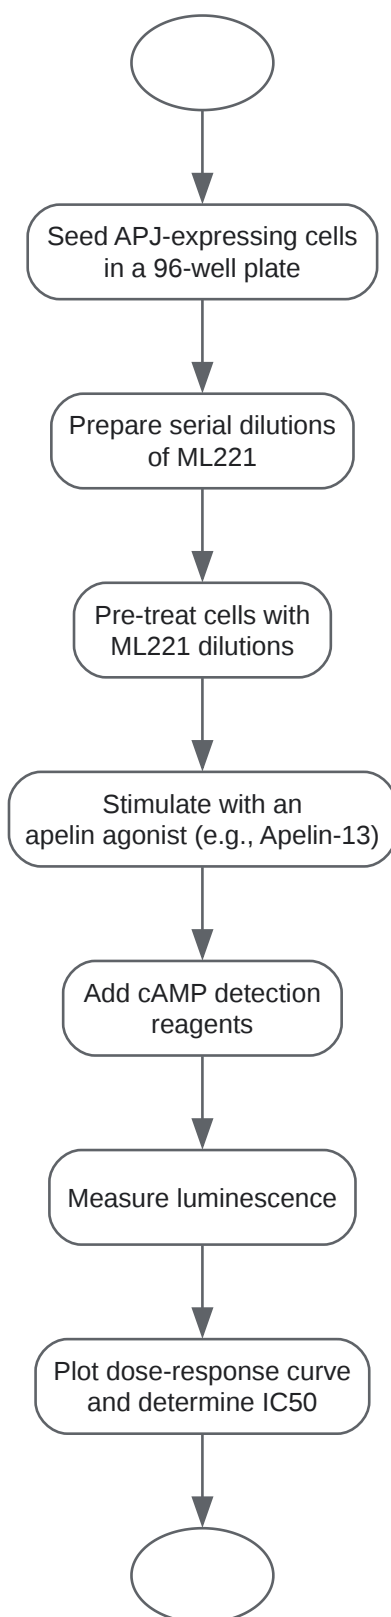 Seed APJ-expressing cells
in a 96-well plate
Prepare serial dilutions
of ML221
Pre-treat cells with
ML221 dilutions
Stimulate with an
apelin agonist (e.g., Apelin-13)
Add cAMP detection
reagents
Measure luminescence
Plot dose-response curve
and determine IC50